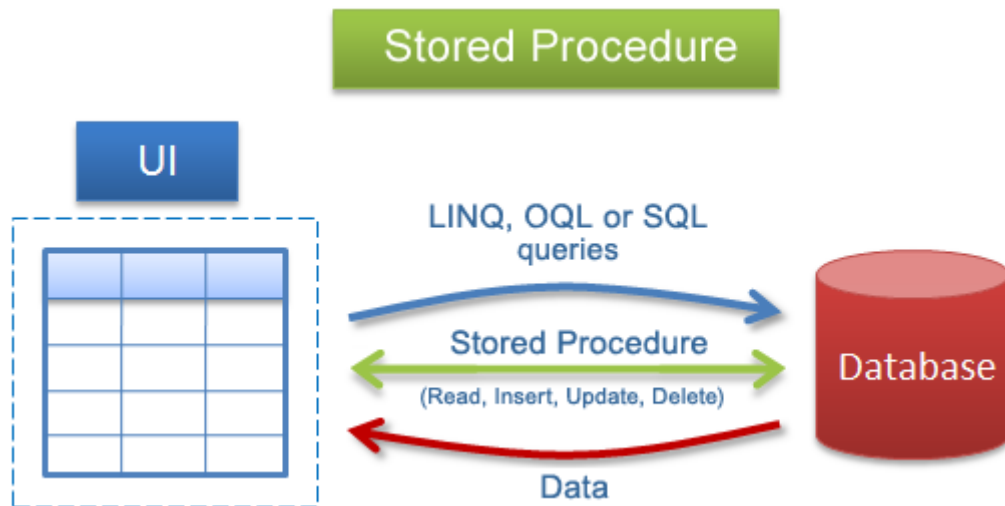 Stored Procedure
UI
LINQ, OQL or SQL
queries
Stored Procedure
(Read, Insert, Update, Delete)
Database
Data